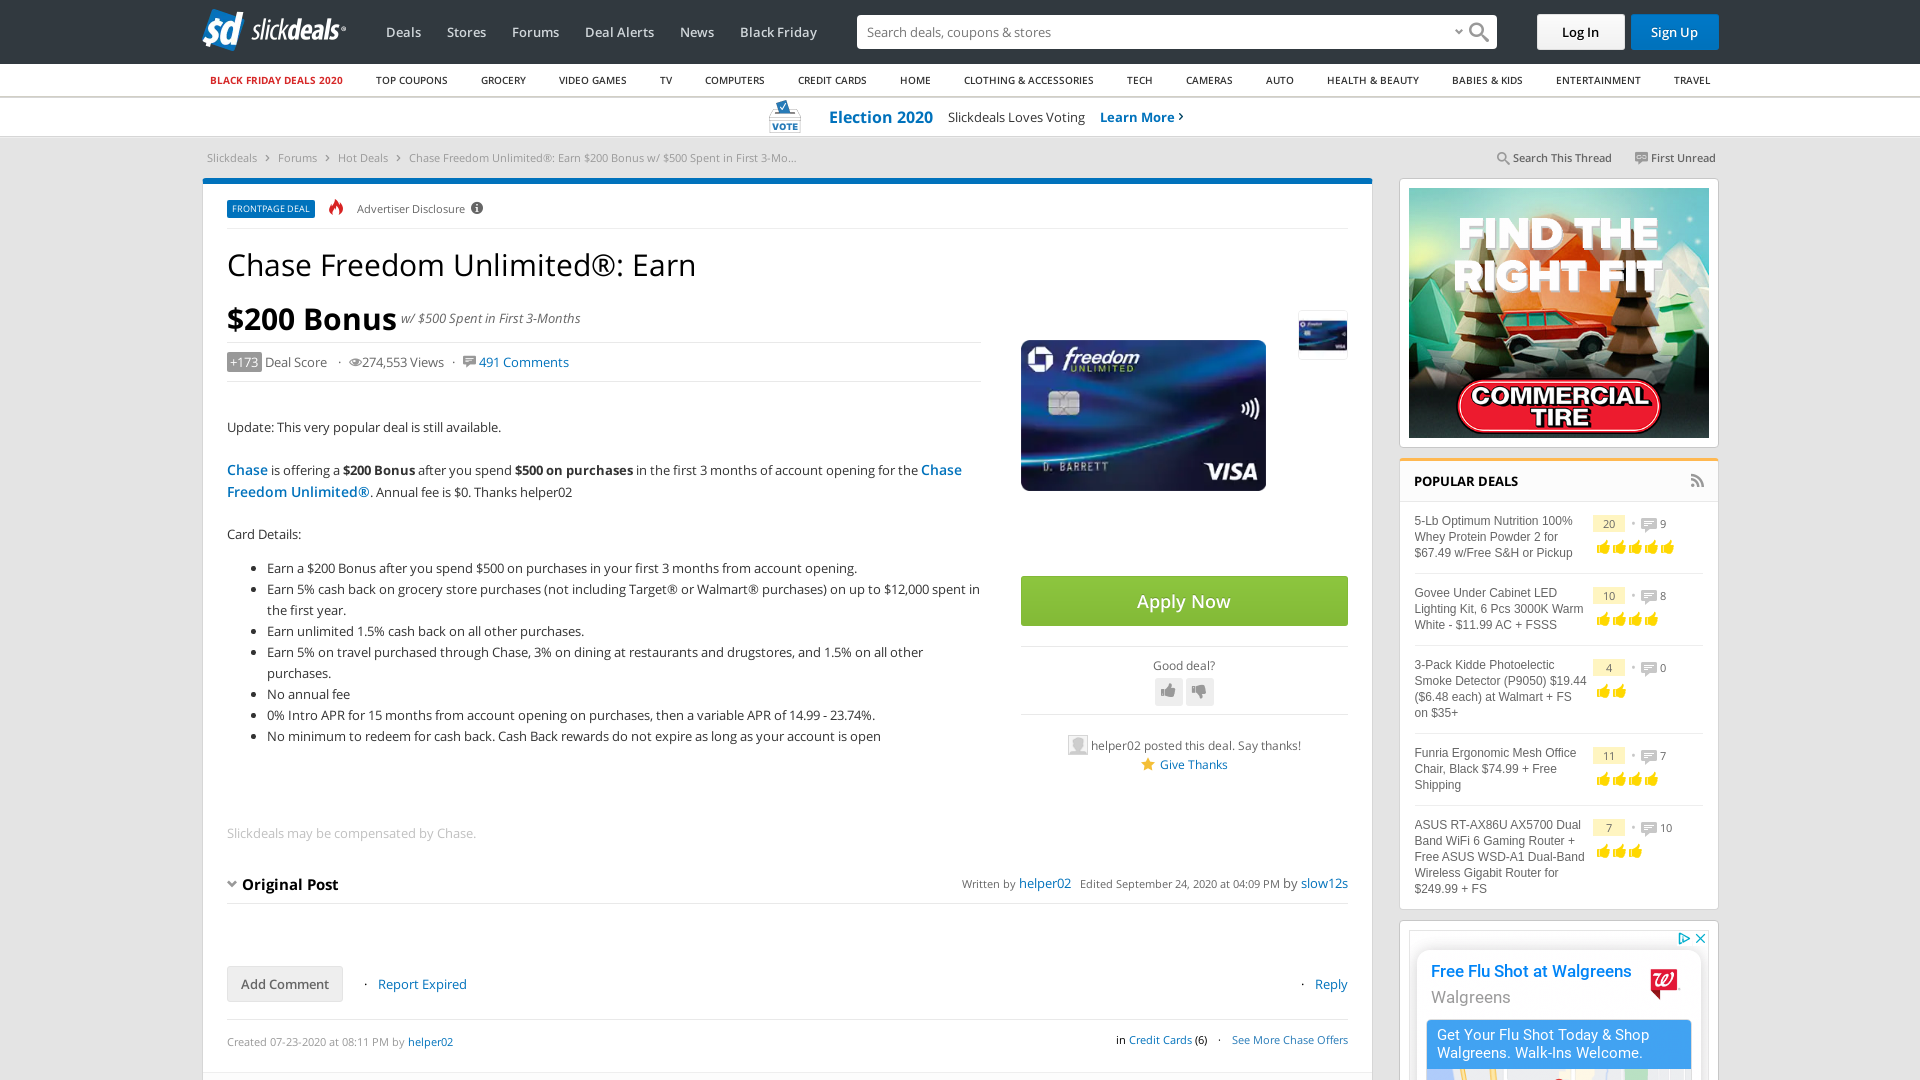 slickdeals
Deals
Stores
Forums
Deal Alerts
News
Black Friday
Search deals, coupons & stores
Log In
Sign Up
BLACK FRIDAY DEALS 2020
TOP COUPONS
GROCERY
VIDEO GAMES
TV
COMPUTERS
CREDIT CARDS
HOME
CLOTHING & ACCESSORIES
TECH
CAMERAS
AUTO
HEALTH & BEAUTY
BABIES & KIDS
ENTERTAINMENT
TRAVEL
VOTE
Election 2020 Slickdeals Loves Voting Learn More
Slickdeals > Forums > Hot Deals > Chase Freedom Unlimited®: Earn $200 Bonus w/ $500 Spent in First 3-Mo...
Search This Thread
First Unread
FRONTPAGE DEAL
Advertiser Disclosure
Chase Freedom Unlimited®: Earn
$200 Bonus w/ $500 Spent in First 3-Months
+173 Deal Score · 274,553 Views · 491 Comments
Update: This very popular deal is still available.
Chase is offering a $200 Bonus after you spend $500 on purchases in the first 3 months of account opening for the Chase
Freedom Unlimited®. Annual fee is $0. Thanks helper02
Card Details:
Earn a $200 Bonus after you spend $500 on purchases in your first 3 months from account opening.
Earn 5% cash back on grocery store purchases (not including Target® or Walmart® purchases) on up to $12,000 spent in
the first year.
Earn unlimited 1.5% cash back on all other purchases.
Earn 5% on travel purchased through Chase, 3% on dining at restaurants and drugstores, and 1.5% on all other
purchases.
No annual fee
0% Intro APR for 15 months from account opening on purchases, then a variable APR of 14.99 - 23.74%.
No minimum to redeem for cash back. Cash Back rewards do not expire as long as your account is open
freedom
UNLIMITED
D. BARRETT
VISA
Apply Now
Good deal?
helper02 posted this deal. Say thanks!
Give Thanks
Slickdeals may be compensated by Chase.
Original Post
Written by helper02 Edited September 24, 2020 at 04:09 PM by slow12s
Add Comment
· Report Expired
· Reply
Created 07-23-2020 at 08:11 PM by helper02
in Credit Cards (6) · See More Chase Offers
FIND THE
RIGHT FIT
COMMERCIAL
TIRE
POPULAR DEALS
5-Lb Optimum Nutrition 100%
Whey Protein Powder 2 for
$67.49 w/Free S&H or Pickup
20 • 9
Govee Under Cabinet LED
Lighting Kit, 6 Pcs 3000K Warm
White - $11.99 AC + FSSS
10 • 8
3-Pack Kidde Photoelectic
Smoke Detector (P9050) $19.44
($6.48 each) at Walmart + FS
on $35+
4 • 0
Funria Ergonomic Mesh Office
Chair, Black $74.99 + Free
Shipping
11 • 7
ASUS RT-AX86U AX5700 Dual
Band WiFi 6 Gaming Router +
Free ASUS WSD-A1 Dual-Band
Wireless Gigabit Router for
$249.99 + FS
7 • 10
Free Flu Shot at Walgreens
Walgreens
Get Your Flu Shot Today & Shop
Walgreens. Walk-Ins Welcome.